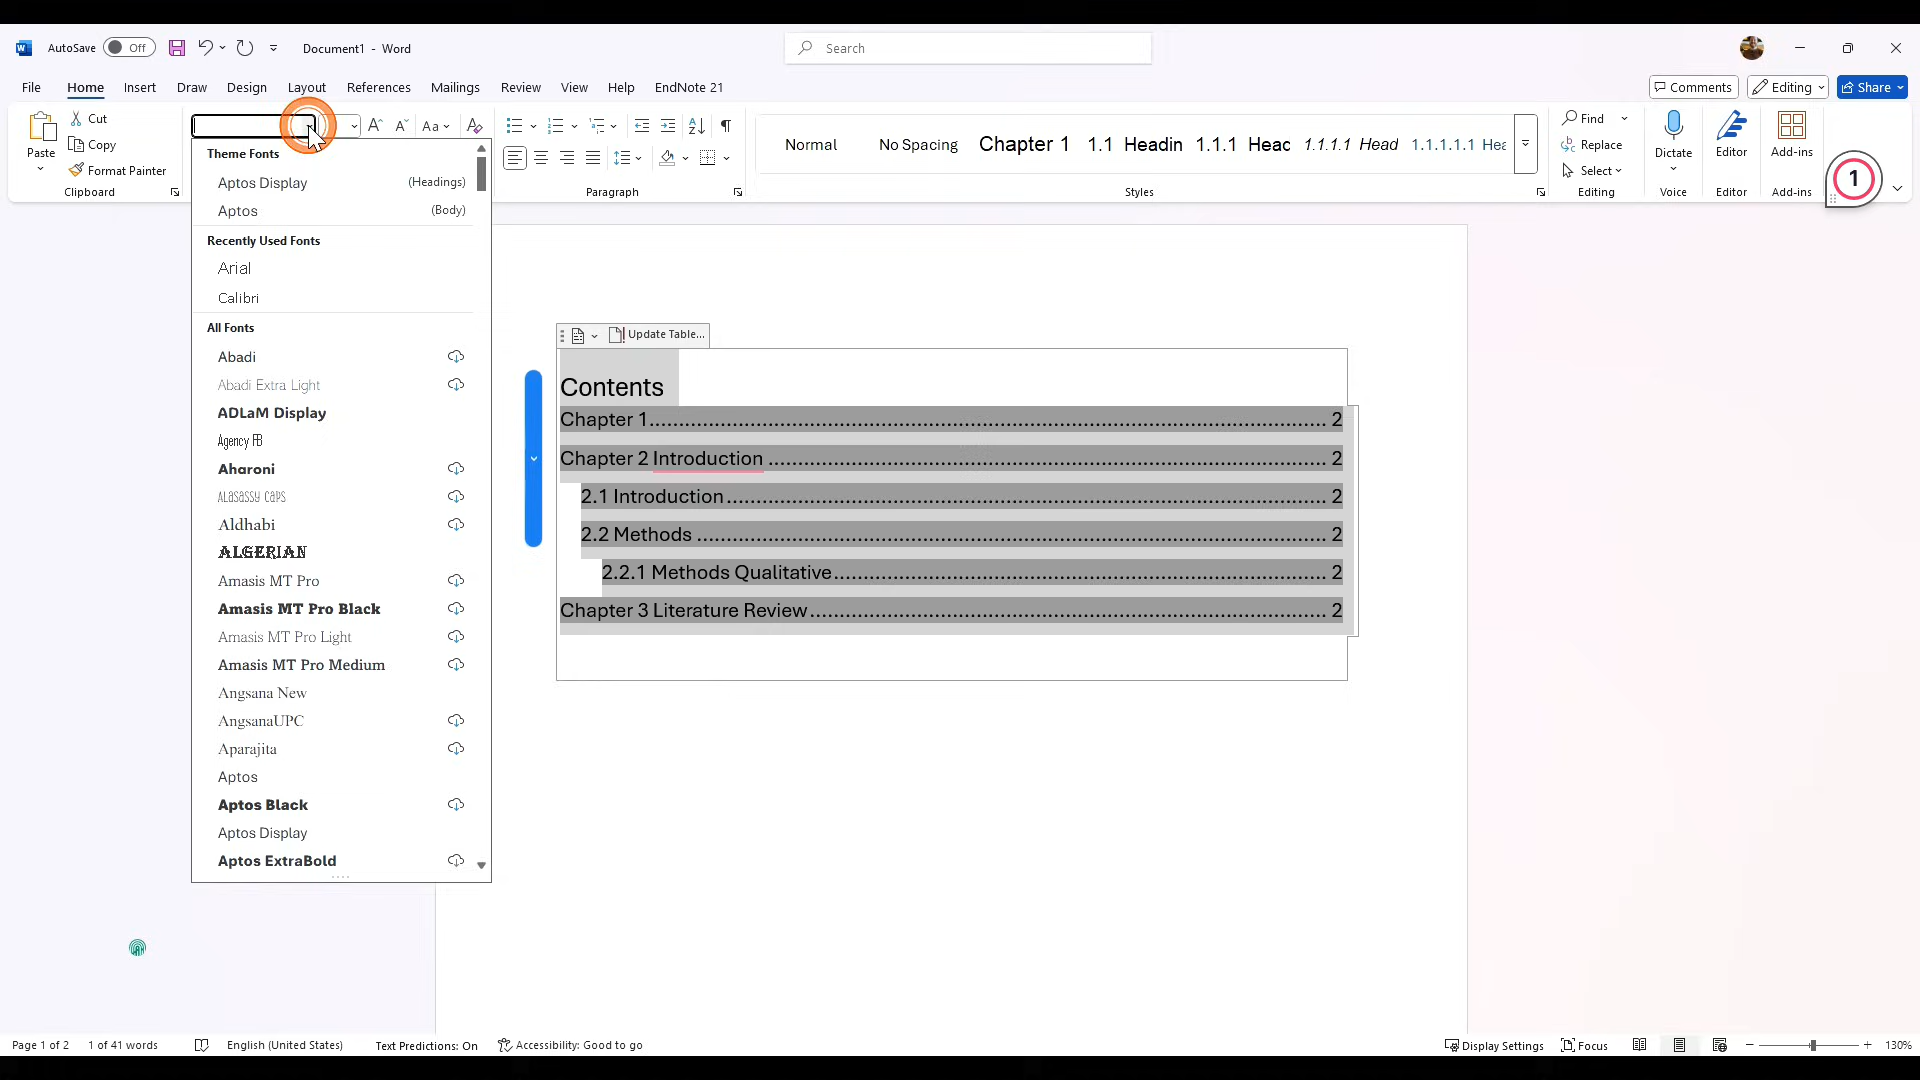 AutoSave Off Document1 - Word Search
File Home Insert Draw Design Layout References Mailings Review View Help EndNote 21 Comments Editing Share
Paste Cut Copy Format Painter
Clipboard
Aa
Paragraph
Normal No Spacing Chapter 1 1.1 Headin 1.1.1 Heac 1.1.1.1 Head 1.1.1.1.1 Hea
Styles
Find Replace Select
Editing
Dictate
Voice
Editor
Editor
Add-ins
Add-ins
1
Theme Fonts
Aptos Display (Headings)
Aptos (Body)
Recently Used Fonts
Arial
Calibri
All Fonts
Abadi
Abadi Extra Light
ADLaM Display
Agency FB
Aharoni
ALASASSY CAPS
Aldhabi
ALGERIAN
Amasis MT Pro
Amasis MT Pro Black
Amasis MT Pro Light
Amasis MT Pro Medium
Angsana New
AngsanaUPC
Aparajita
Aptos
Aptos Black
Aptos Display
Aptos ExtraBold
Update Table...
Contents
Chapter 1 2
Chapter 2 Introduction 2
2.1 Introduction 2
2.2 Methods 2
2.2.1 Methods Qualitative 2
Chapter 3 Literature Review 2
Page 1 of 2 1 of 41 words English (United States) Text Predictions: On Accessibility: Good to go Display Settings Focus 130%